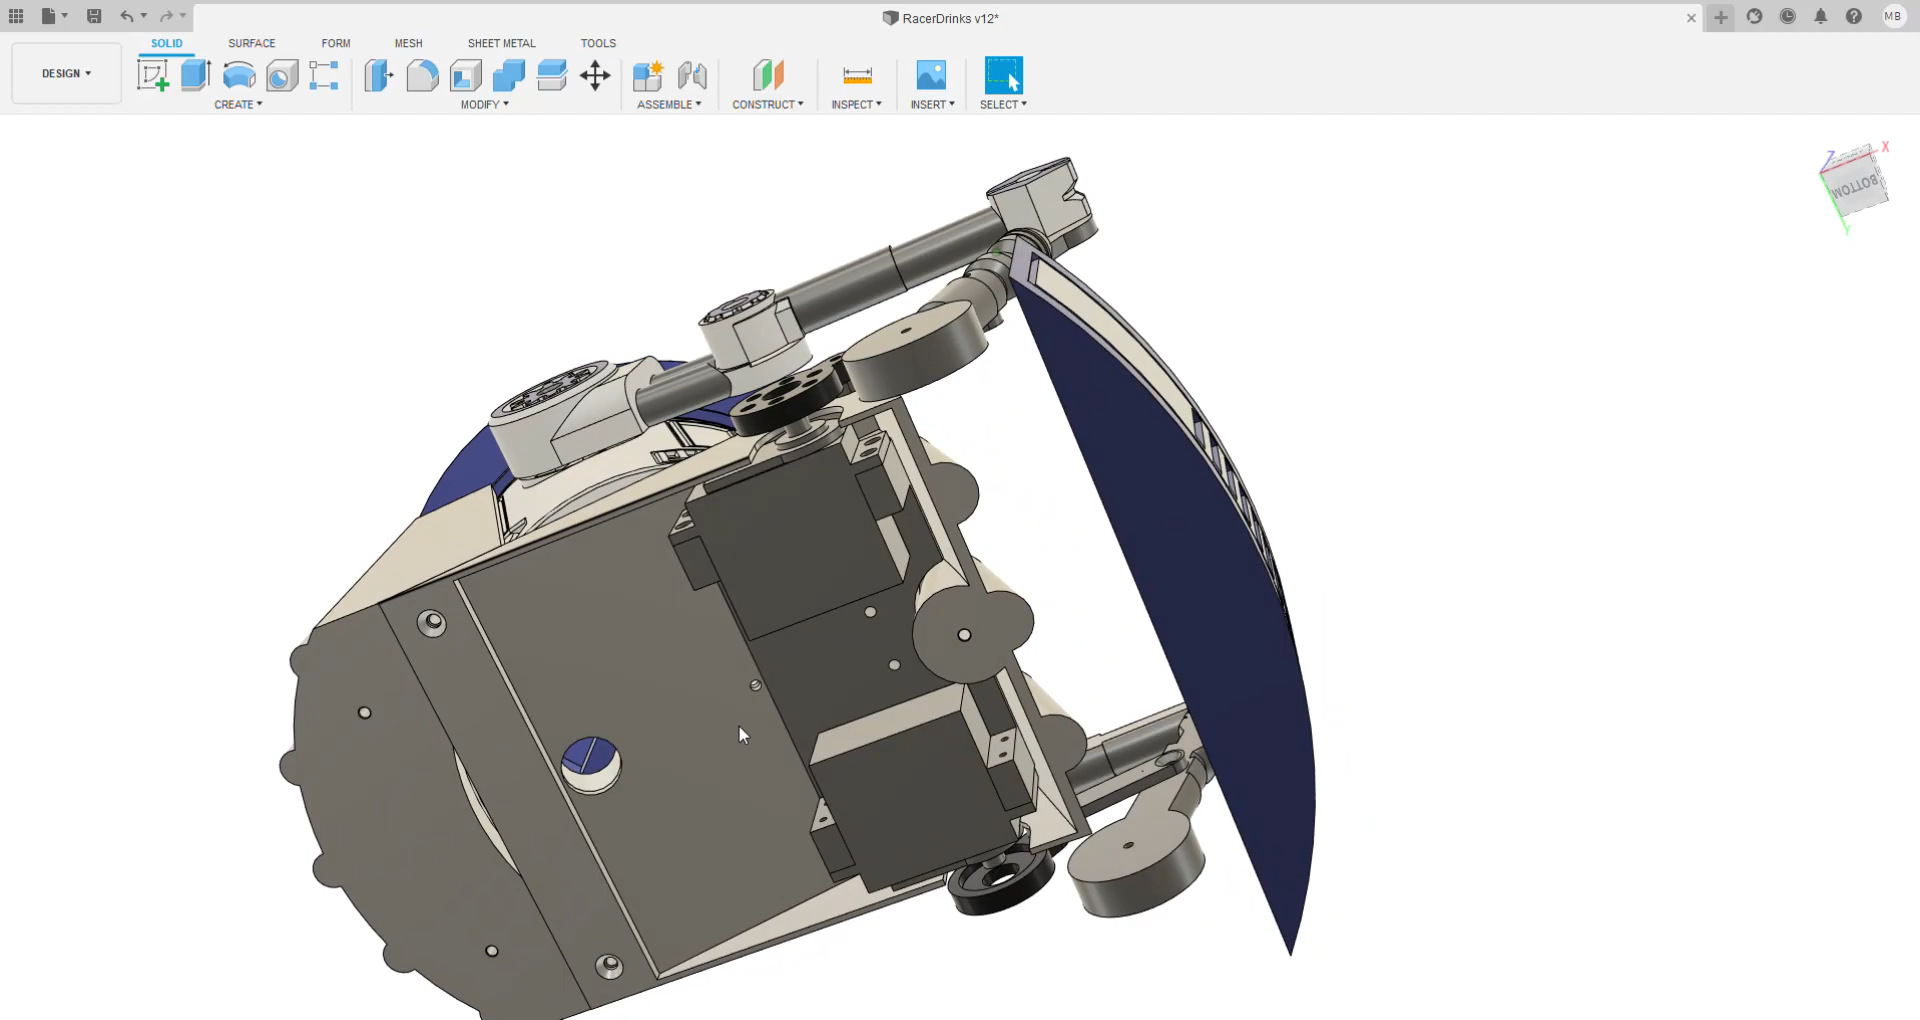 RacerDrinks v12*
MB
SOLID
SURFACE
FORM
MESH
SHEET METAL
TOOLS
DESIGN
CREATE
MODIFY
ASSEMBLE
CONSTRUCT
INSPECT
INSERT
SELECT
Z
X
BOTTOM
Y